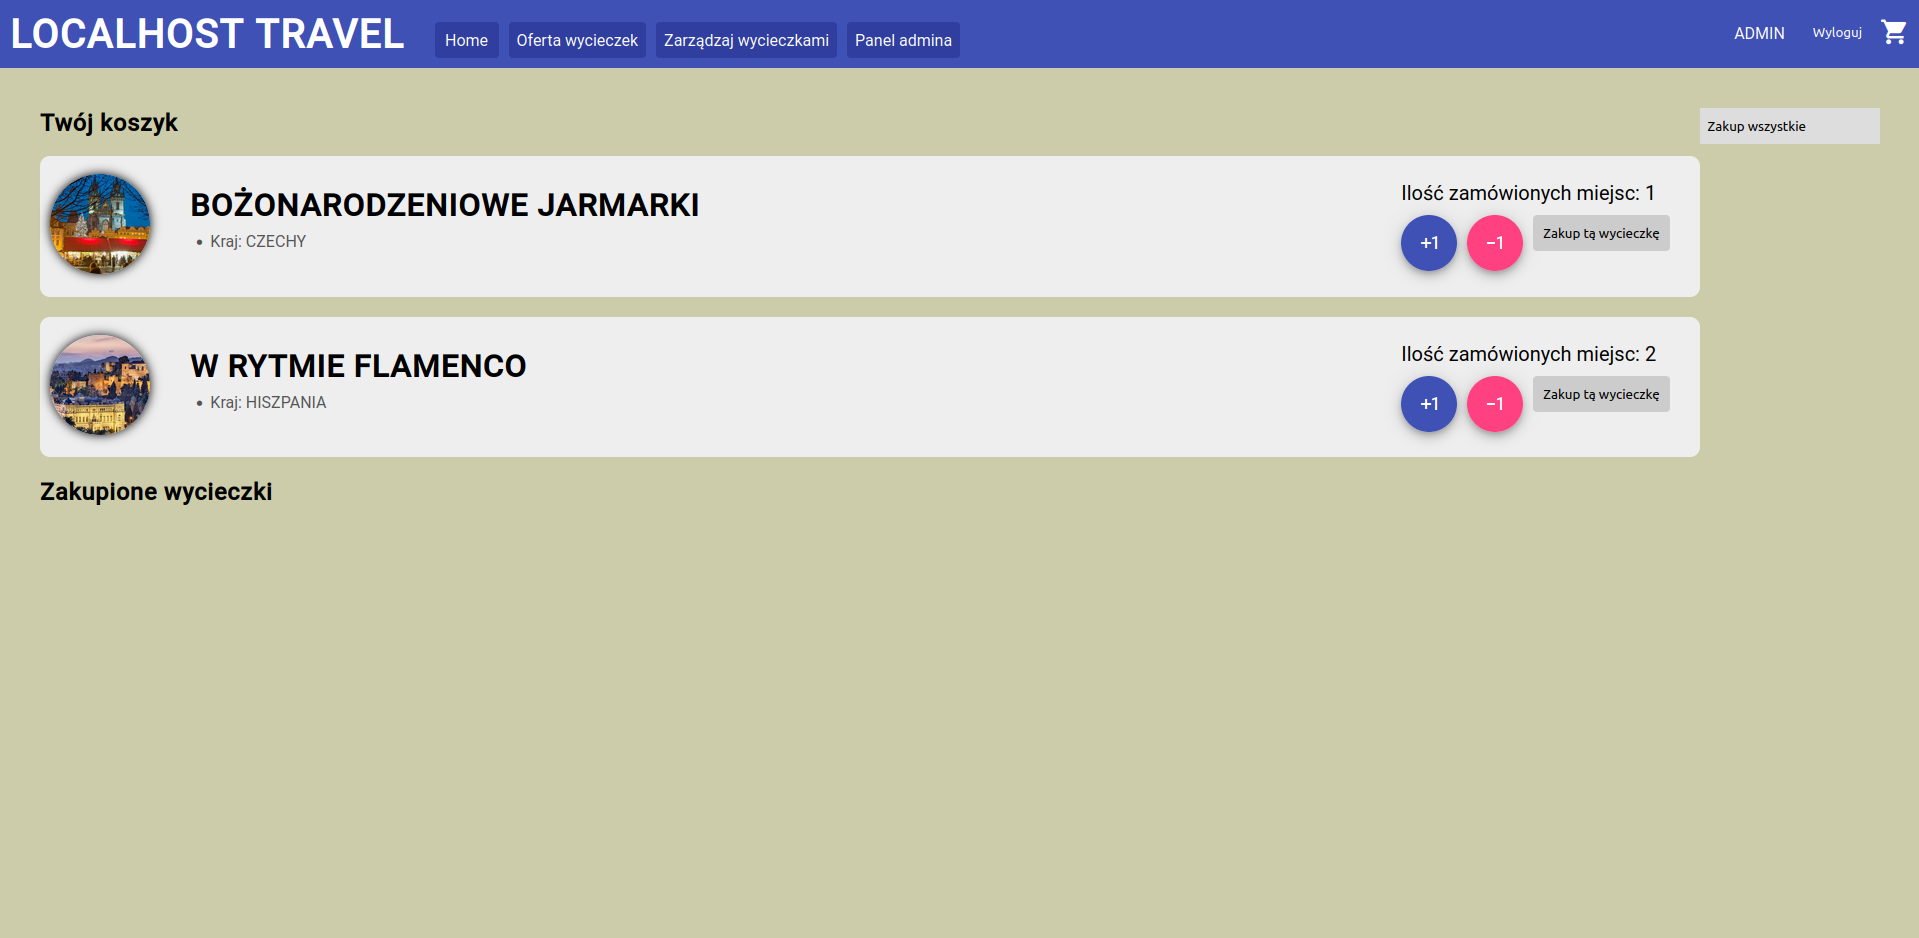 LOCALHOST TRAVEL Home Oferta wycieczek Zarządzaj wycieczkami Panel admina ADMIN Wyloguj
Twój koszyk
Zakup wszystkie
BOŻONARODZENIOWE JARMARKI
• Kraj: CZECHY
Ilość zamówionych miejsc: 1
+1 −1 Zakup tą wycieczkę
W RYTMIE FLAMENCO
• Kraj: HISZPANIA
Ilość zamówionych miejsc: 2
+1 −1 Zakup tą wycieczkę
Zakupione wycieczki